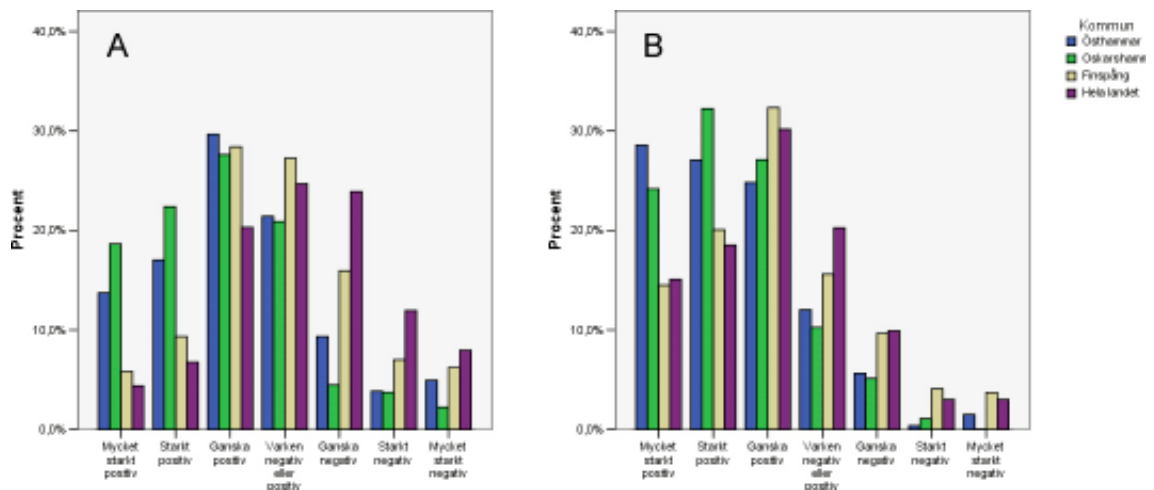 A
40,0%
30,0%
20,0%
10,0%
0,0%
Procent
Mycket starkt positiv
Starkt positiv
Ganska positiv
Varken negativ eller positiv
Ganska negativ
Starkt negativ
Mycket starkt negativ
B
40,0%
30,0%
20,0%
10,0%
0,0%
Procent
Mycket starkt positiv
Starkt positiv
Ganska positiv
Varken negativ eller positiv
Ganska negativ
Starkt negativ
Mycket starkt negativ
Kommun
Östhammar
Oskarshamn
Finspång
Hela landet